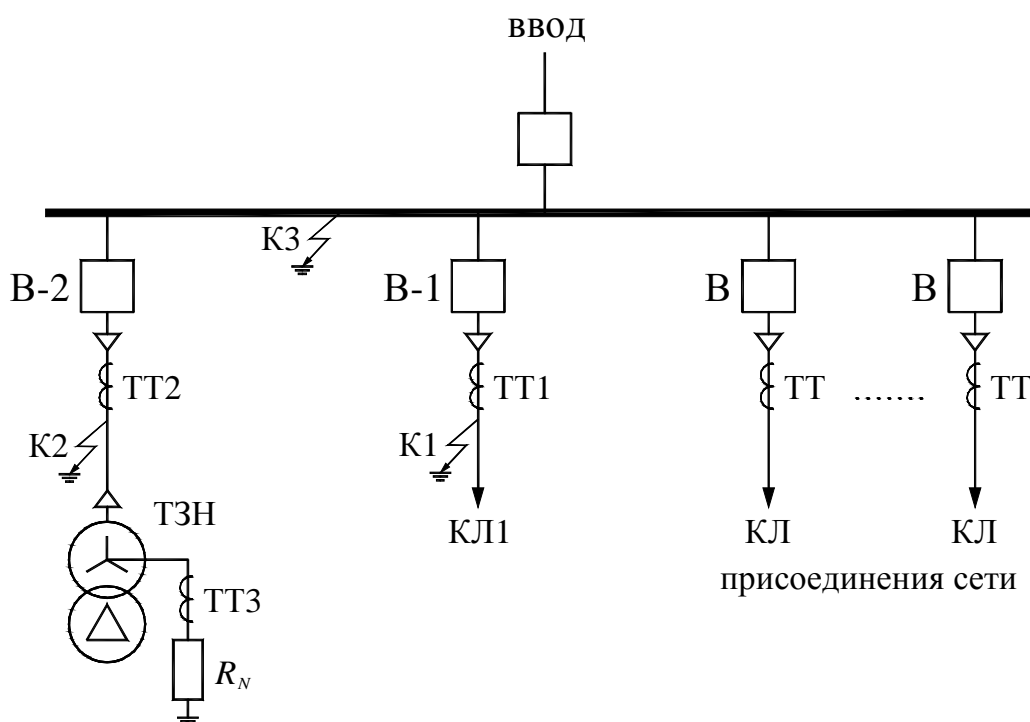 ввод
К3
В-2
В-1
В
В
ТТ2
ТТ1
ТТ
.......
ТТ
К2
К1
ТЗН
КЛ1
КЛ
КЛ
присоединения сети
ТТ3
R_N